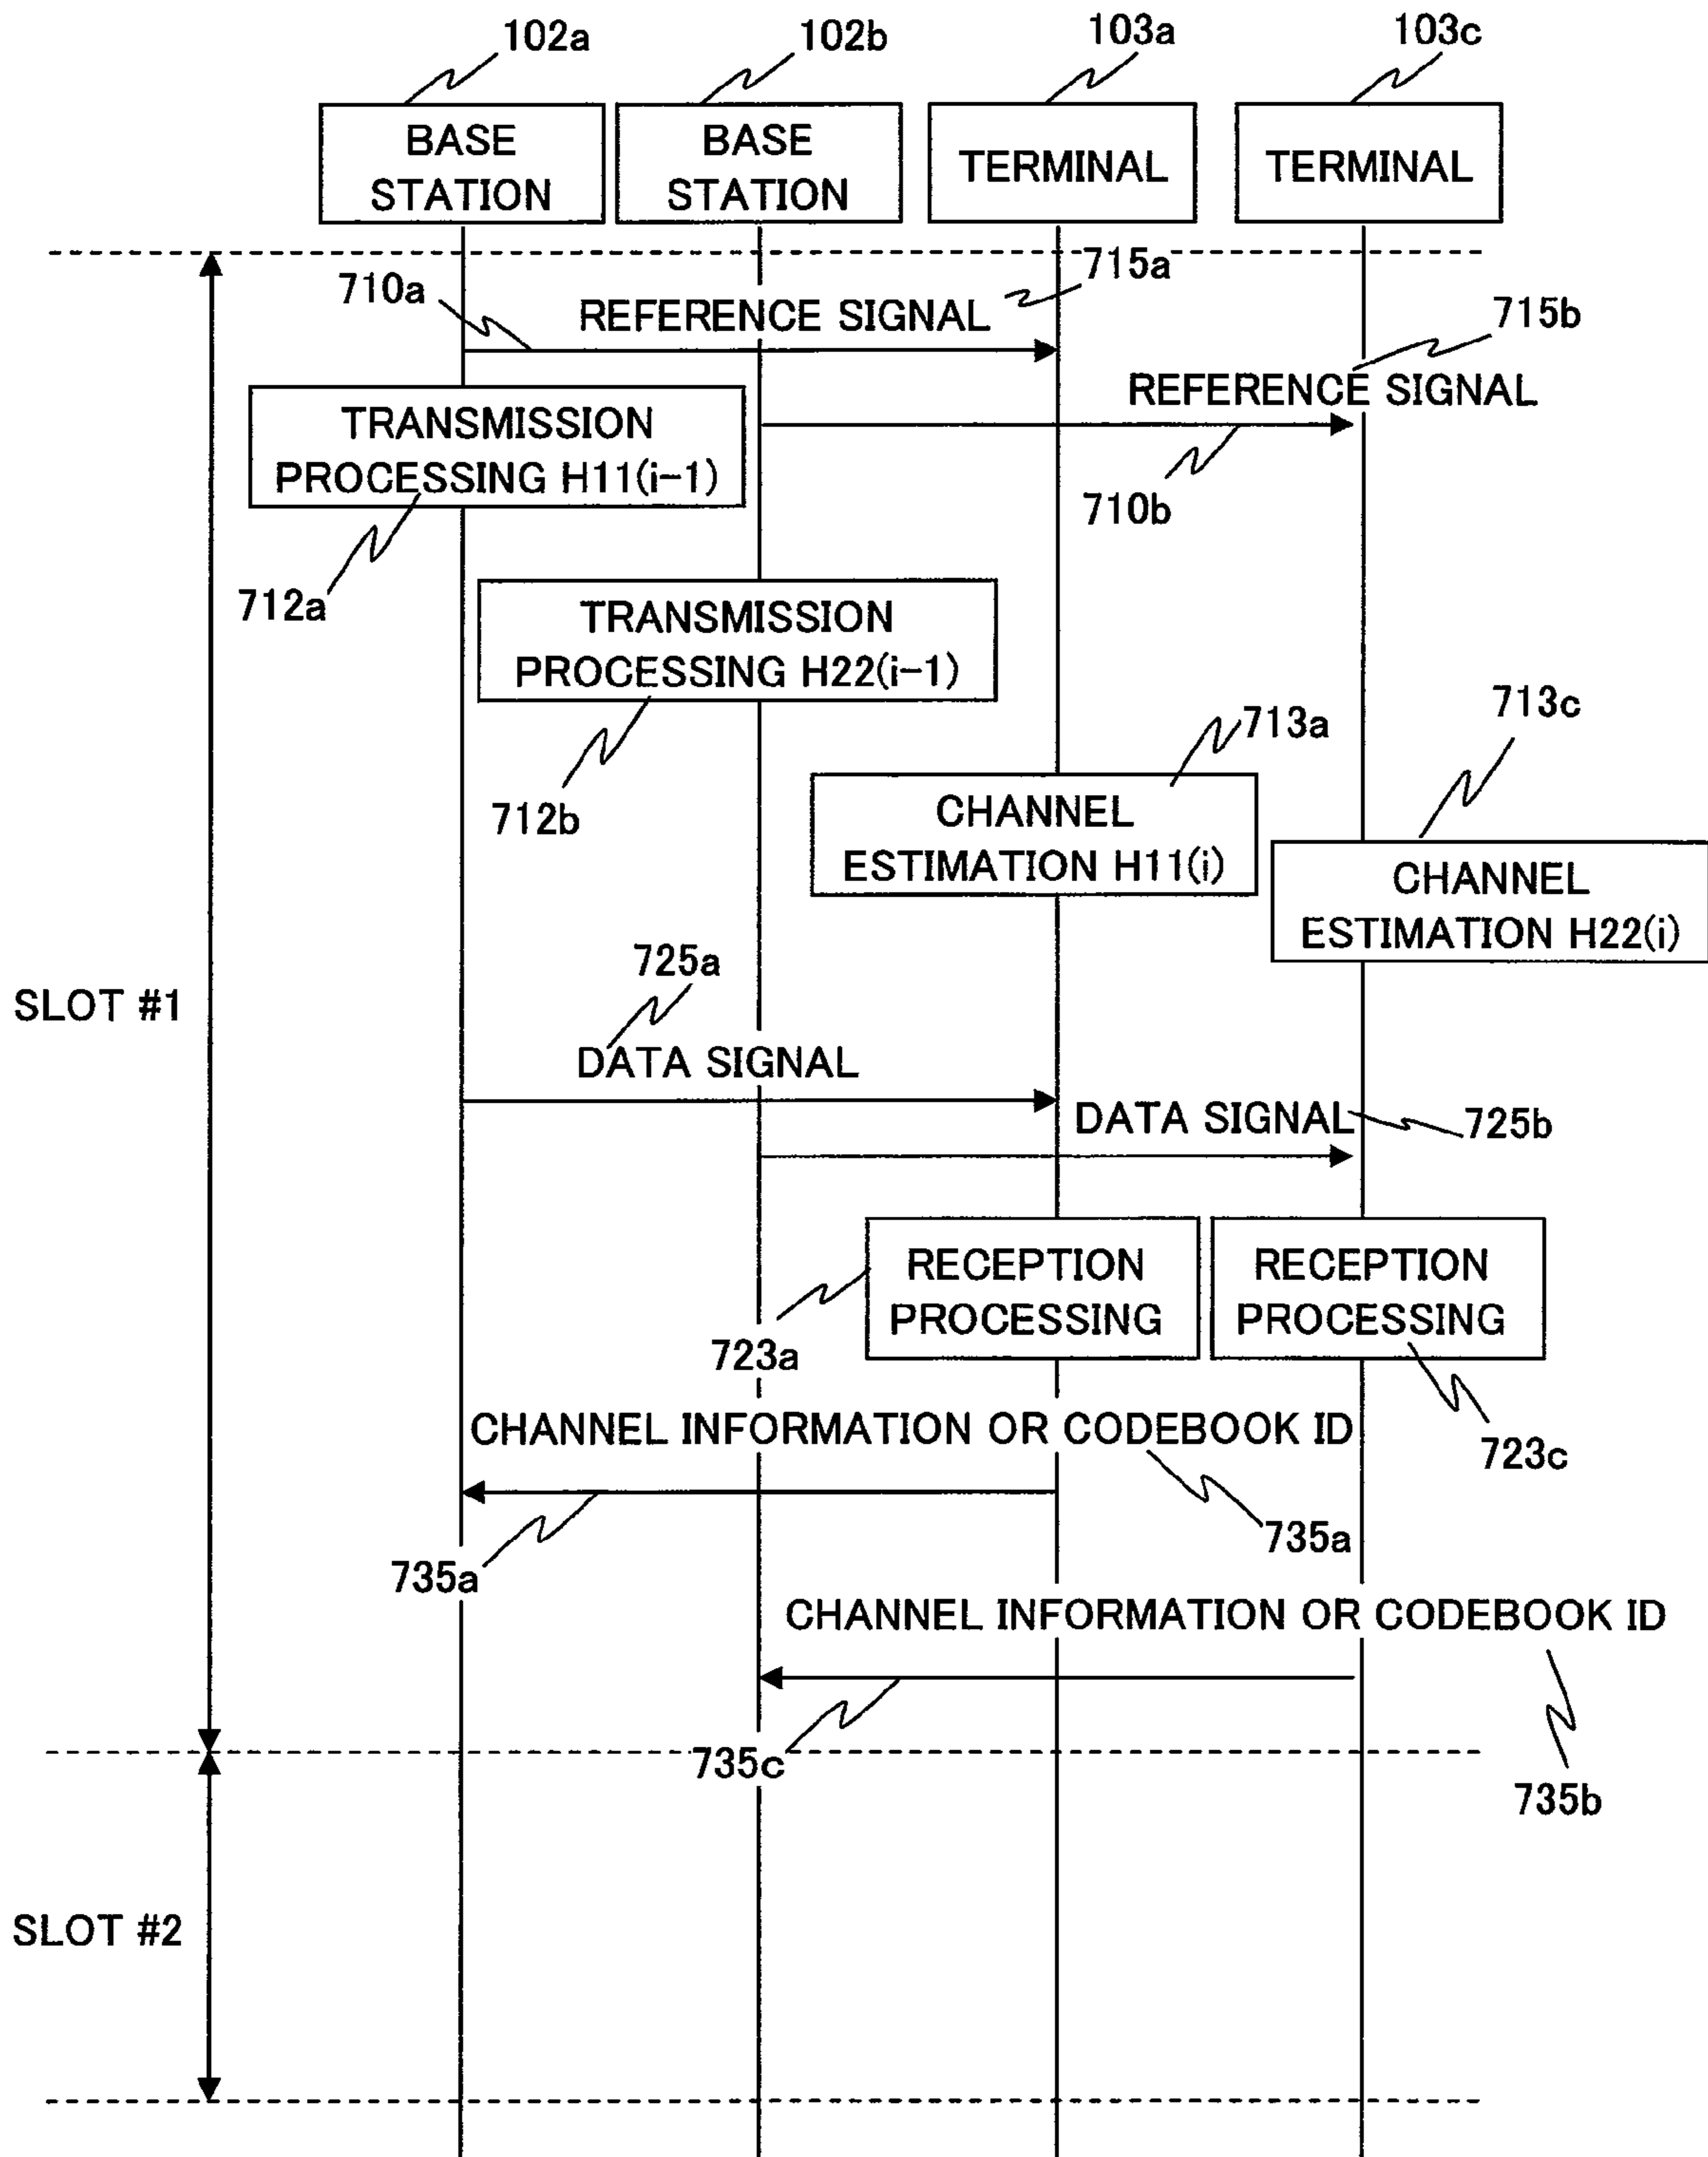 102a
102b
103a
103c
BASE
STATION
BASE
STATION
TERMINAL
TERMINAL
715a
710a
REFERENCE SIGNAL
715b
REFERENCE SIGNAL
TRANSMISSION
PROCESSING H11(i-1)
710b
712a
TRANSMISSION
PROCESSING H22(i-1)
712b
713a
713c
CHANNEL
ESTIMATION H11(i)
CHANNEL
ESTIMATION H22(i)
725a
SLOT #1
DATA SIGNAL
DATA SIGNAL
725b
RECEPTION
PROCESSING
RECEPTION
PROCESSING
723a
CHANNEL INFORMATION OR CODEBOOK ID
723c
735a
735a
CHANNEL INFORMATION OR CODEBOOK ID
735c
735b
SLOT #2